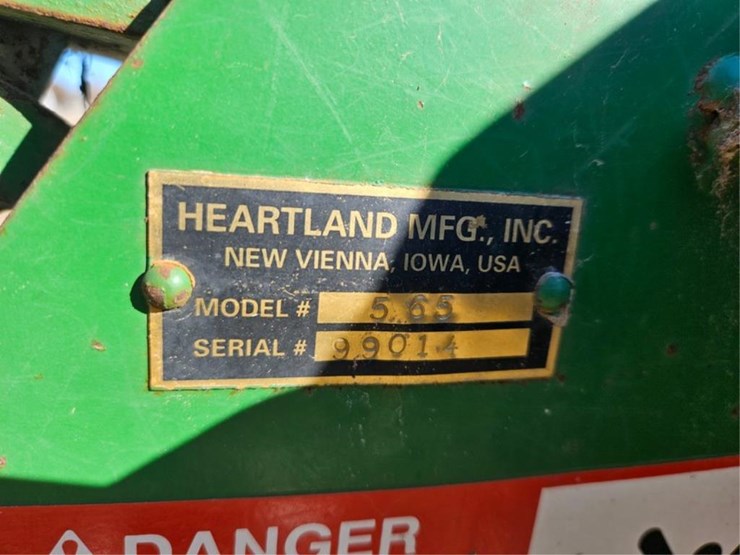 HEARTLAND MFG., INC.
NEW VIENNA, IOWA, USA
MODEL # 565
SERIAL # 99014
DANGER